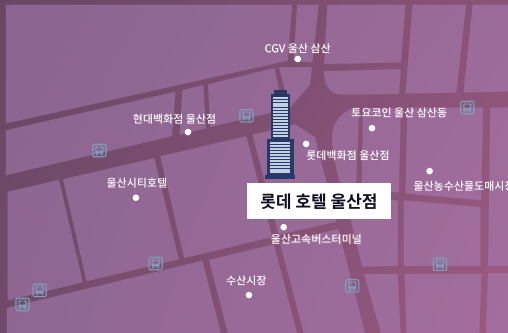 CGV 울산 삼산
토요코인 울산 삼산동
현대백화점 울산점
롯데백화점 울산점
울산시티호텔
울산농수산물도매시장
롯데 호텔 울산점
울산고속버스터미널
수산시장